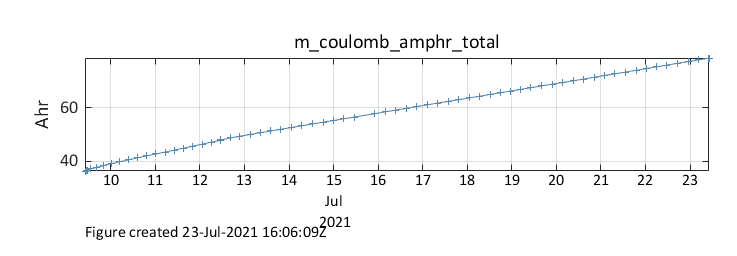 m_coulomb_amphr_total
Ahr
60
40
10 11 12 13 14 15 16 17 18 19 20 21 22 23
Jul
2021
Figure created 23-Jul-2021 16:06:09Z